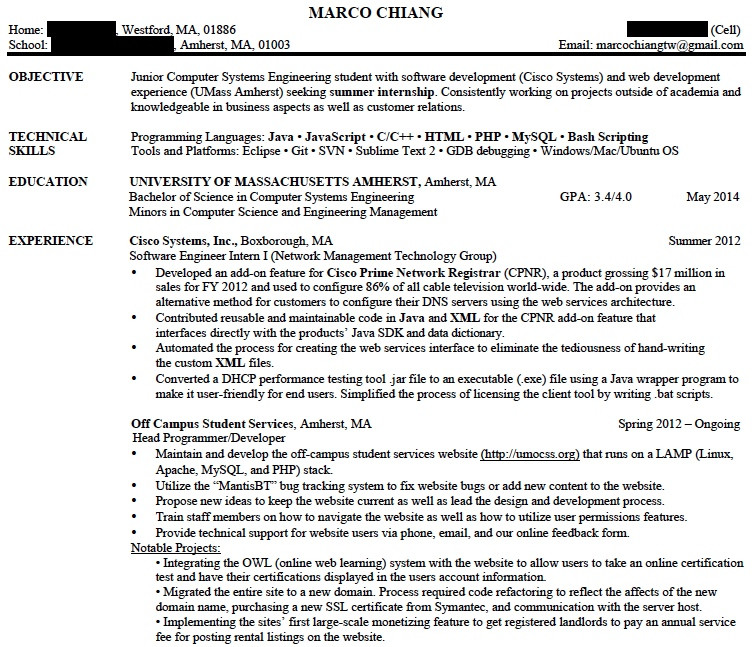 MARCO CHIANG
Home: , Westford, MA, 01886 (Cell)
School: , Amherst, MA, 01003 Email: marcochiangtw@gmail.com
OBJECTIVE Junior Computer Systems Engineering student with software development (Cisco Systems) and web development
experience (UMass Amherst) seeking summer internship. Consistently working on projects outside of academia and
knowledgeable in business aspects as well as customer relations.
TECHNICAL Programming Languages: Java • JavaScript • C/C++ • HTML • PHP • MySQL • Bash Scripting
SKILLS Tools and Platforms: Eclipse • Git • SVN • Sublime Text 2 • GDB debugging • Windows/Mac/Ubuntu OS
EDUCATION UNIVERSITY OF MASSACHUSETTS AMHERST, Amherst, MA
Bachelor of Science in Computer Systems Engineering GPA: 3.4/4.0 May 2014
Minors in Computer Science and Engineering Management
EXPERIENCE Cisco Systems, Inc., Boxborough, MA Summer 2012
Software Engineer Intern I (Network Management Technology Group)
• Developed an add-on feature for Cisco Prime Network Registrar (CPNR), a product grossing $17 million in
sales for FY 2012 and used to configure 86% of all cable television world-wide. The add-on provides an
alternative method for customers to configure their DNS servers using the web services architecture.
• Contributed reusable and maintainable code in Java and XML for the CPNR add-on feature that
interfaces directly with the products' Java SDK and data dictionary.
• Automated the process for creating the web services interface to eliminate the tediousness of hand-writing
the custom XML files.
• Converted a DHCP performance testing tool .jar file to an executable (.exe) file using a Java wrapper program to
make it user-friendly for end users. Simplified the process of licensing the client tool by writing .bat scripts.
Off Campus Student Services, Amherst, MA Spring 2012 – Ongoing
Head Programmer/Developer
• Maintain and develop the off-campus student services website (http://umocss.org) that runs on a LAMP (Linux,
Apache, MySQL, and PHP) stack.
• Utilize the "MantisBT" bug tracking system to fix website bugs or add new content to the website.
• Propose new ideas to keep the website current as well as lead the design and development process.
• Train staff members on how to navigate the website as well as how to utilize user permissions features.
• Provide technical support for website users via phone, email, and our online feedback form.
Notable Projects:
• Integrating the OWL (online web learning) system with the website to allow users to take an online certification
test and have their certifications displayed in the users account information.
• Migrated the entire site to a new domain. Process required code refactoring to reflect the affects of the new
domain name, purchasing a new SSL certificate from Symantec, and communication with the server host.
• Implementing the sites' first large-scale monetizing feature to get registered landlords to pay an annual service
fee for posting rental listings on the website.